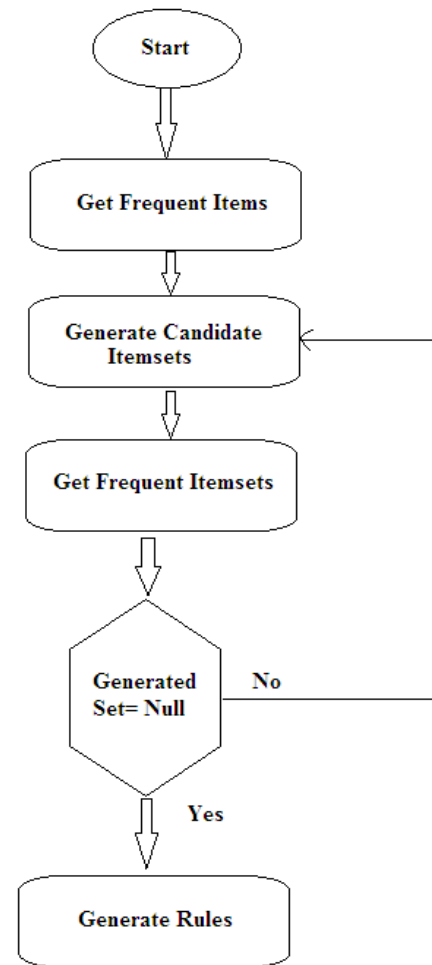 Start
Get Frequent Items
Generate Candidate
Itemsets
Get Frequent Itemsets
Generated
Set= Null
No
Yes
Generate Rules